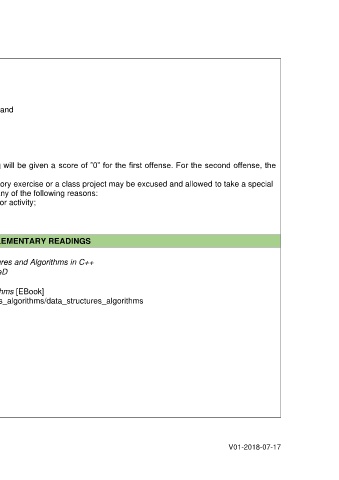 and
will be given a score of "0" for the first offense. For the second offense, the
ory exercise or a class project may be excused and allowed to take a special
ny of the following reasons:
or activity;
EMENTARY READINGS
res and Algorithms in C++
D
hms [EBook]
s_algorithms/data_structures_algorithms
V01-2018-07-17